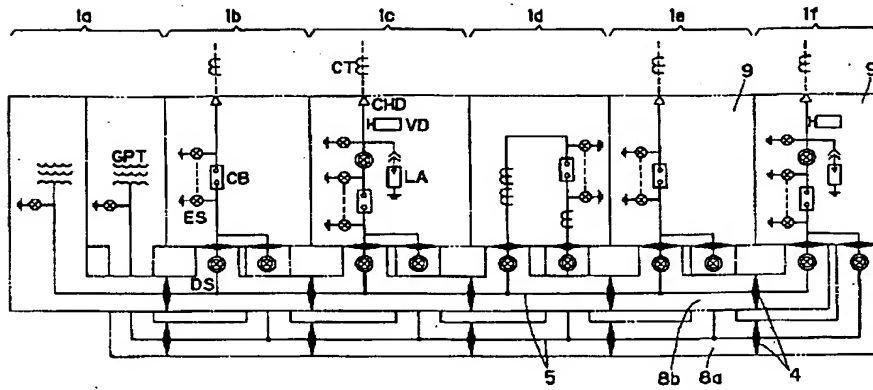 1a 1b 1c 1d 1e 1f
CT
CHD
9 9
VD
GPT
CB
LA
ES
DS
5 8b 8a 4